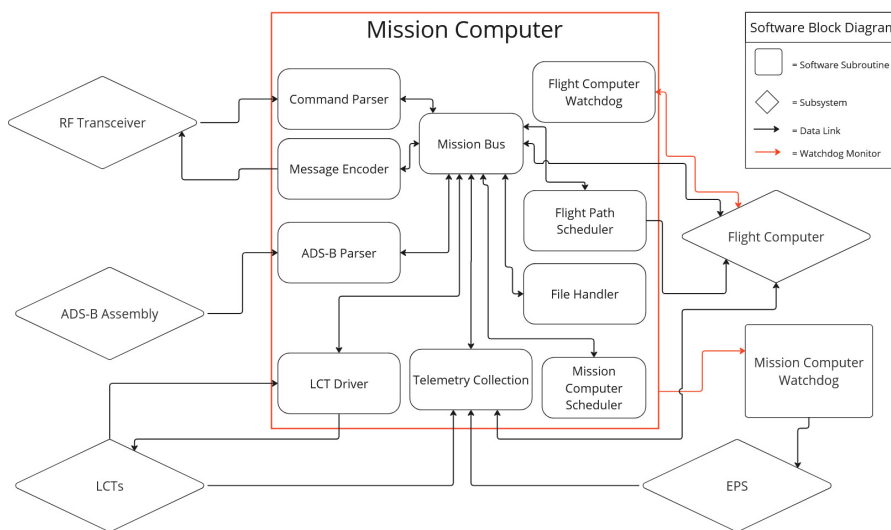 Mission Computer
Software Block Diagram
= Software Subroutine
= Subsystem
= Data Link
= Watchdog Monitor
RF Transceiver
Command Parser
Message Encoder
Mission Bus
Flight Computer
Watchdog
ADS-B Parser
Flight Path
Scheduler
Flight Computer
ADS-B Assembly
File Handler
LCT Driver
Telemetry Collection
Mission
Computer
Scheduler
Mission Computer
Watchdog
LCTs
EPS